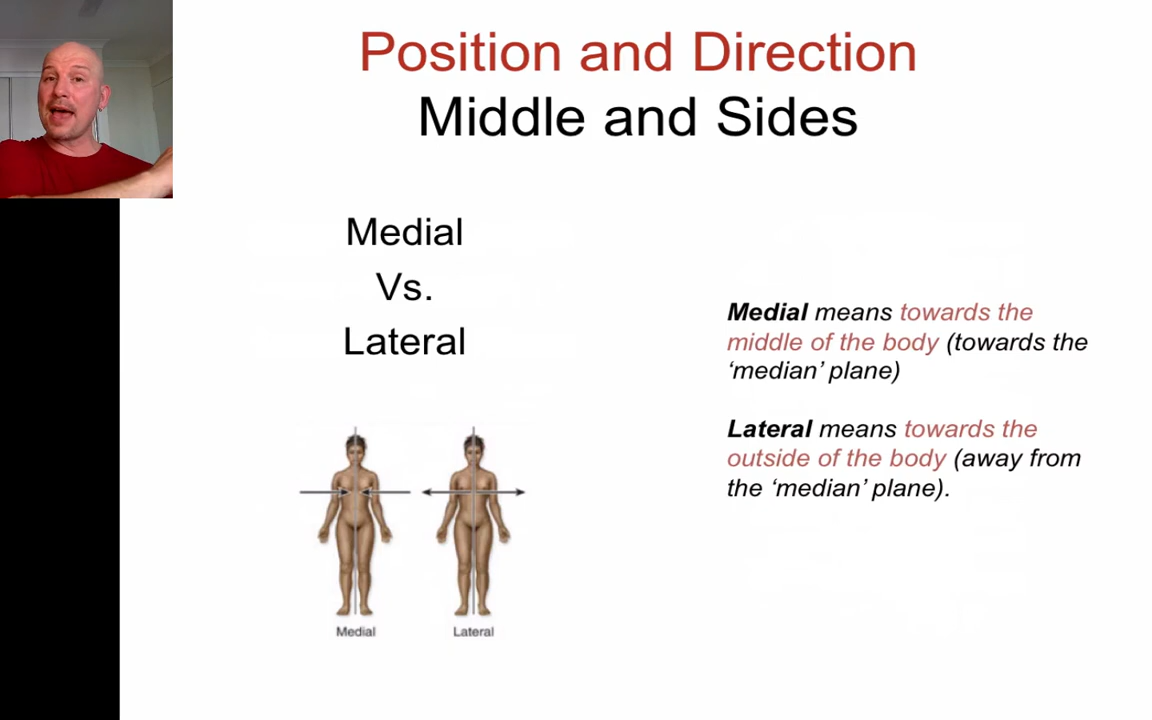 Position and Direction
Middle and Sides
Medial
Vs.
Lateral
Medial means towards the
middle of the body (towards the
‘median’ plane)
Lateral means towards the
outside of the body (away from
the ‘median’ plane).
Medial
Lateral